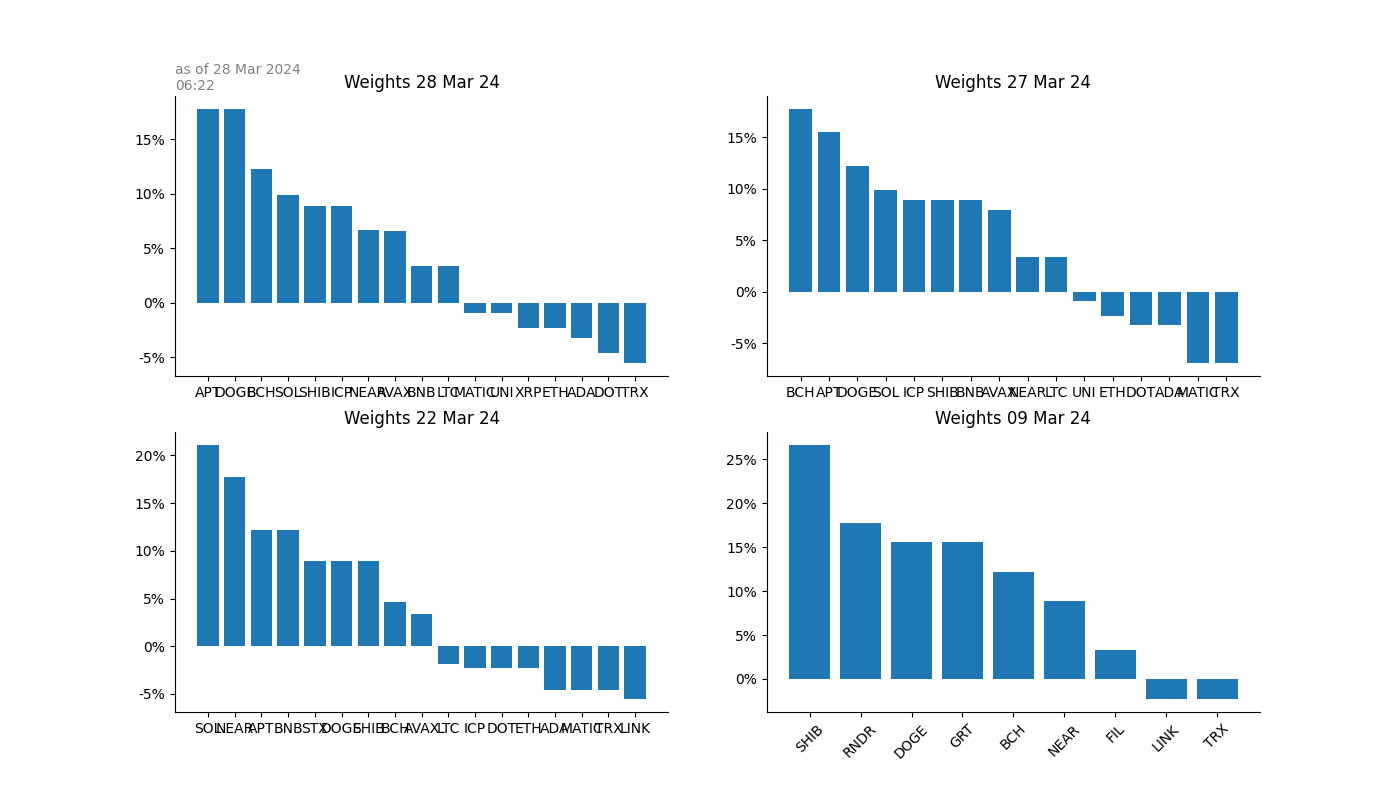 as of 28 Mar 2024
06:22
Weights 28 Mar 24
15%
10%
5%
0%
-5%
APT DOGE BCH SOL SHIB ICP NEAR AVAX BNB LTC MATIC UNI XRP ETH ADA DOT TRX
Weights 27 Mar 24
15%
10%
5%
0%
-5%
BCH APT DOGE SOL ICP SHIB BNB AVAX NEAR LTC UNI ETH DOT ADA MATIC TRX
Weights 22 Mar 24
20%
15%
10%
5%
0%
-5%
SOL NEAR APT BNB STX DOGE SHIB BCH AVAX LTC ICP DOT ETH ADA MATIC TRX LINK
Weights 09 Mar 24
25%
20%
15%
10%
5%
0%
SHIB RNDR DOGE GRT BCH NEAR FIL LINK TRX